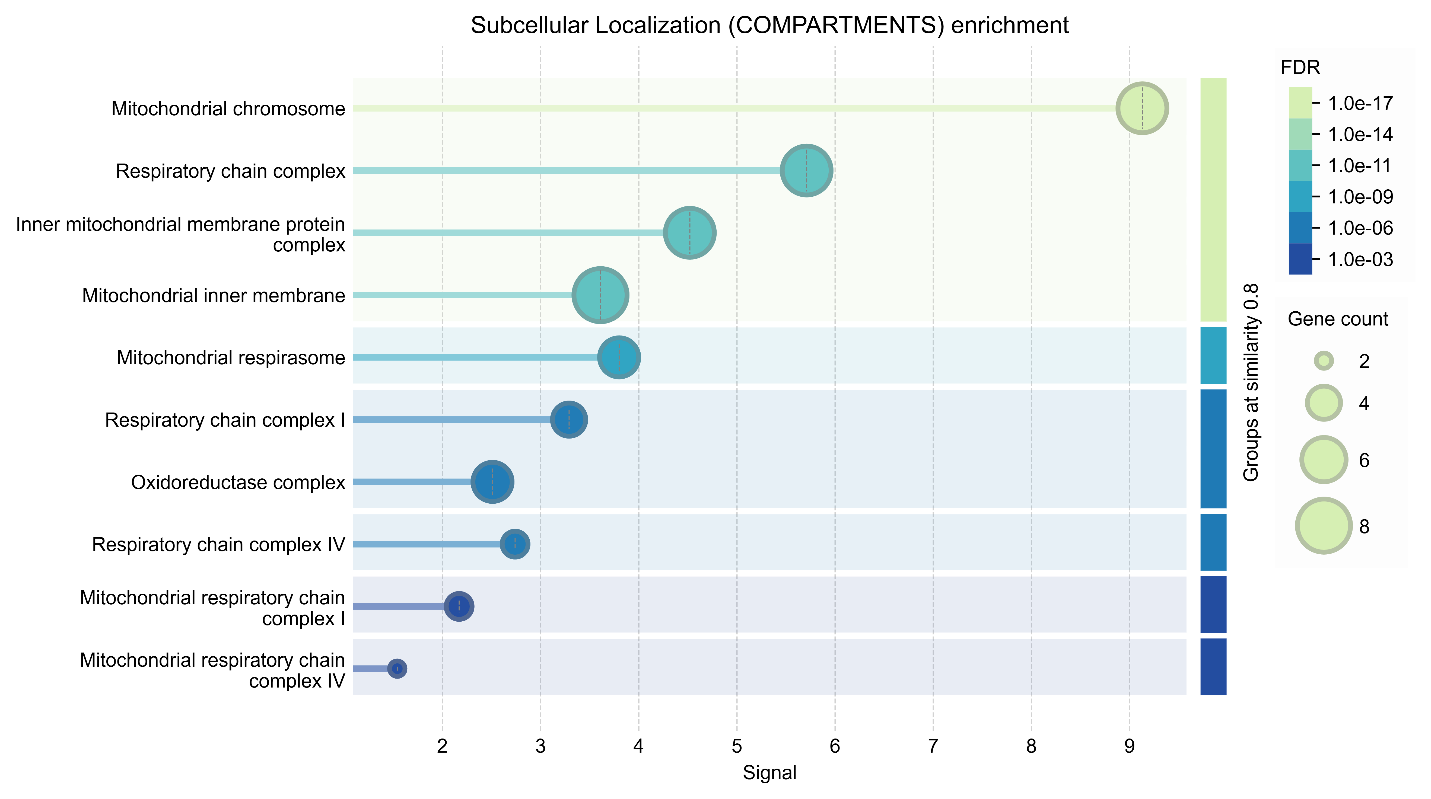 Subcellular Localization (COMPARTMENTS) enrichment
Mitochondrial chromosome
Respiratory chain complex
Inner mitochondrial membrane protein
complex
Mitochondrial inner membrane
Mitochondrial respirasome
Respiratory chain complex I
Oxidoreductase complex
Respiratory chain complex IV
Mitochondrial respiratory chain
complex I
Mitochondrial respiratory chain
complex IV
2 3 4 5 6 7 8 9
Signal
Groups at similarity 0.8
FDR
1.0e-17
1.0e-14
1.0e-11
1.0e-09
1.0e-06
1.0e-03
Gene count
2
4
6
8